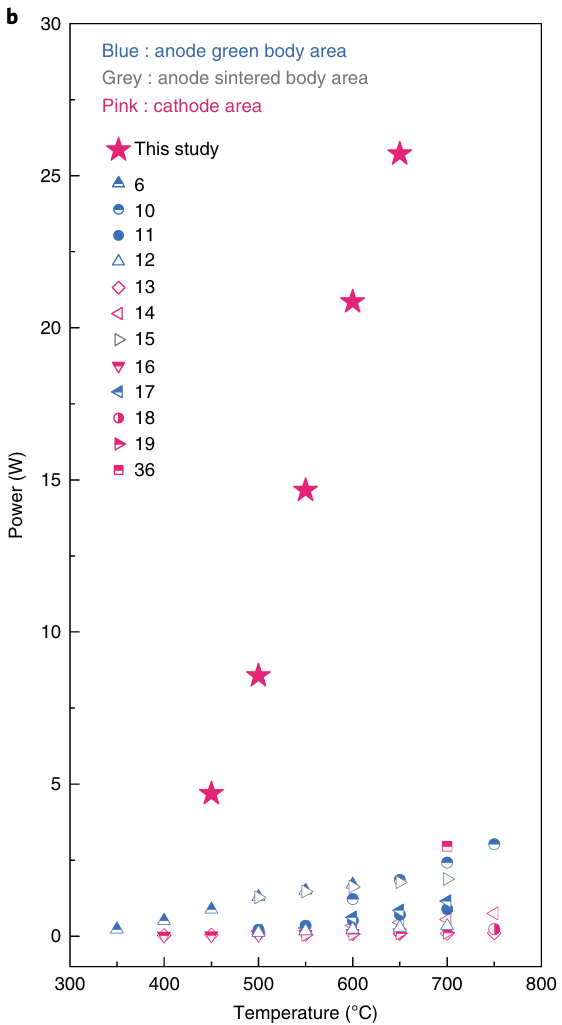 b
30
Blue : anode green body area
Grey : anode sintered body area
Pink : cathode area
This study
6
10
11
12
13
14
15
16
17
18
19
36
25
20
15
10
5
0
Power (W)
300 400 500 600 700 800
Temperature (°C)